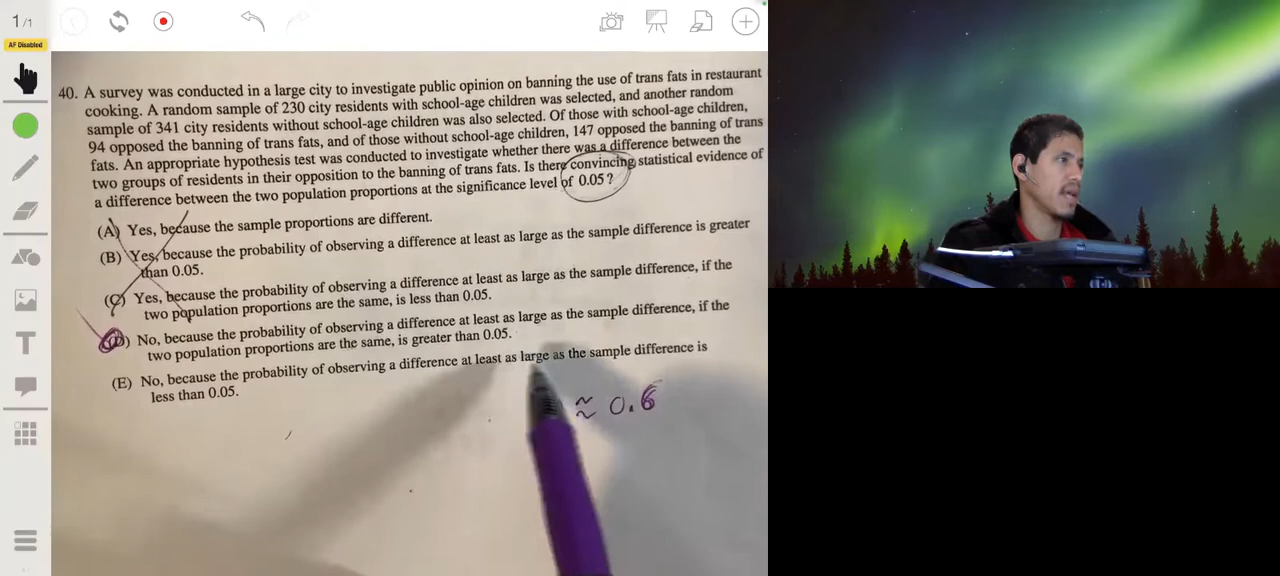 1/1
AF Disabled
40. A survey was conducted in a large city to investigate public opinion on banning the use of trans fats in restaurant
cooking. A random sample of 230 city residents with school-age children was selected, and another random
sample of 341 city residents without school-age children was also selected. Of those with school-age children,
94 opposed the banning of trans fats, and of those without school-age children, 147 opposed the banning of trans
fats. An appropriate hypothesis test was conducted to investigate whether there was a difference between the
two groups of residents in their opposition to the banning of trans fats. Is there convincing statistical evidence of
a difference between the two population proportions at the significance level of 0.05?
(A) Yes, because the sample proportions are different.
(B) Yes, because the probability of observing a difference at least as large as the sample difference is greater
than 0.05.
(C) Yes, because the probability of observing a difference at least as large as the sample difference, if the
two population proportions are the same, is less than 0.05.
(D) No, because the probability of observing a difference at least as large as the sample difference, if the
two population proportions are the same, is greater than 0.05.
(E) No, because the probability of observing a difference at least as large as the sample difference is
less than 0.05.
≈ 0.6
T